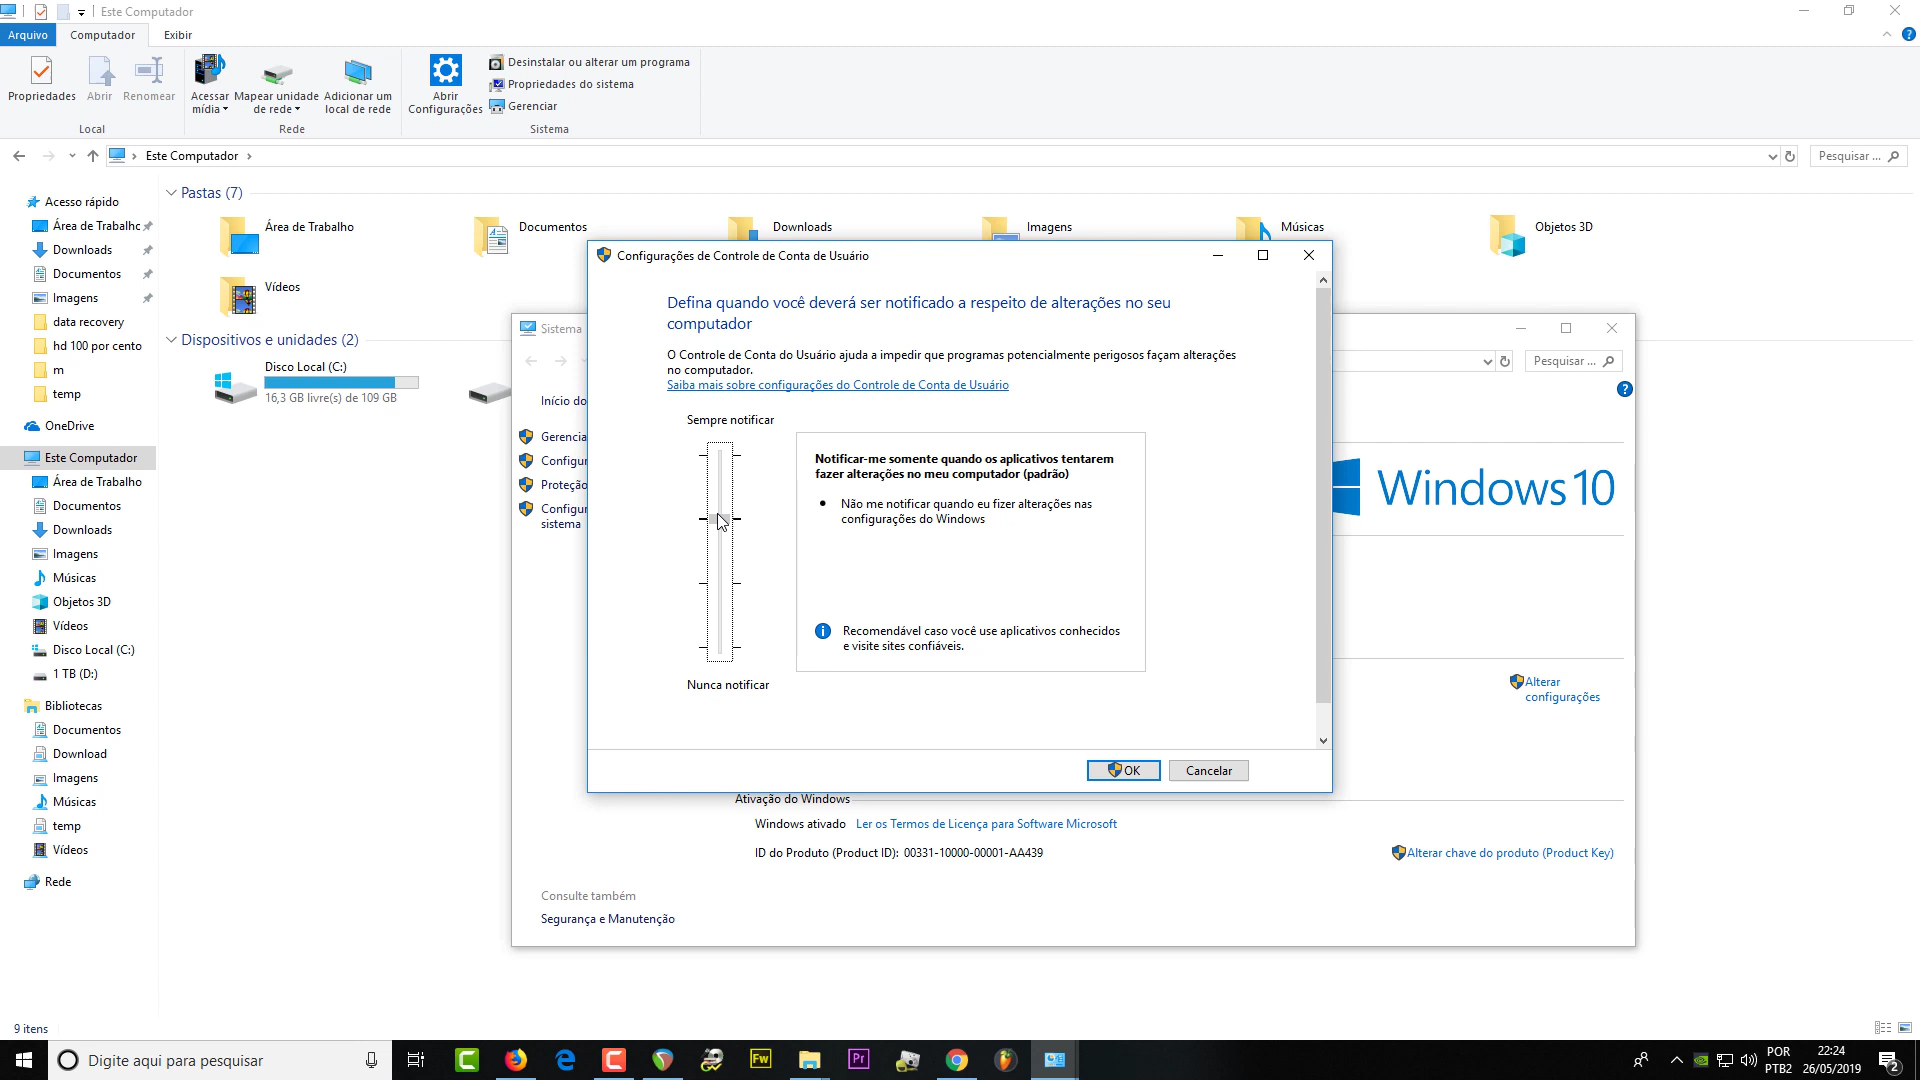 Este Computador
Arquivo
Computador
Exibir
Propriedades
Abrir
Renomear
Acessar
mídia
Mapear unidade
de rede
Adicionar um
local de rede
Abrir
Configurações
Desinstalar ou alterar um programa
Propriedades do sistema
Gerenciar
Local
Rede
Sistema
Este Computador
Pesquisar ...
Acesso rápido
Área de Trabalho
Downloads
Documentos
Imagens
data recovery
hd 100 por cento
m
temp
OneDrive
Este Computador
Área de Trabalho
Documentos
Downloads
Imagens
Músicas
Objetos 3D
Vídeos
Disco Local (C:)
1 TB (D:)
Bibliotecas
Documentos
Download
Imagens
Músicas
temp
Vídeos
Rede
Pastas (7)
Área de Trabalho
Documentos
Downloads
Imagens
Músicas
Objetos 3D
Vídeos
Dispositivos e unidades (2)
Disco Local (C:)
16,3 GB livre(s) de 109 GB
Sistema
Pesquisar ...
Início do
Gerencia
Configur
Proteção
Configur
sistema
Windows 10
Alterar
configurações
Ativação do Windows
Windows ativado Ler os Termos de Licença para Software Microsoft
ID do Produto (Product ID): 00331-10000-00001-AA439
Alterar chave do produto (Product Key)
Consulte também
Segurança e Manutenção
Configurações de Controle de Conta de Usuário
Defina quando você deverá ser notificado a respeito de alterações no seu
computador
O Controle de Conta do Usuário ajuda a impedir que programas potencialmente perigosos façam alterações
no computador.
Saiba mais sobre configurações do Controle de Conta de Usuário
Sempre notificar
Notificar-me somente quando os aplicativos tentarem
fazer alterações no meu computador (padrão)
Não me notificar quando eu fizer alterações nas
configurações do Windows
Recomendável caso você use aplicativos conhecidos
e visite sites confiáveis.
Nunca notificar
OK
Cancelar
9 itens
Digite aqui para pesquisar
Fw
Pr
POR
PTB2
22:24
26/05/2019
2